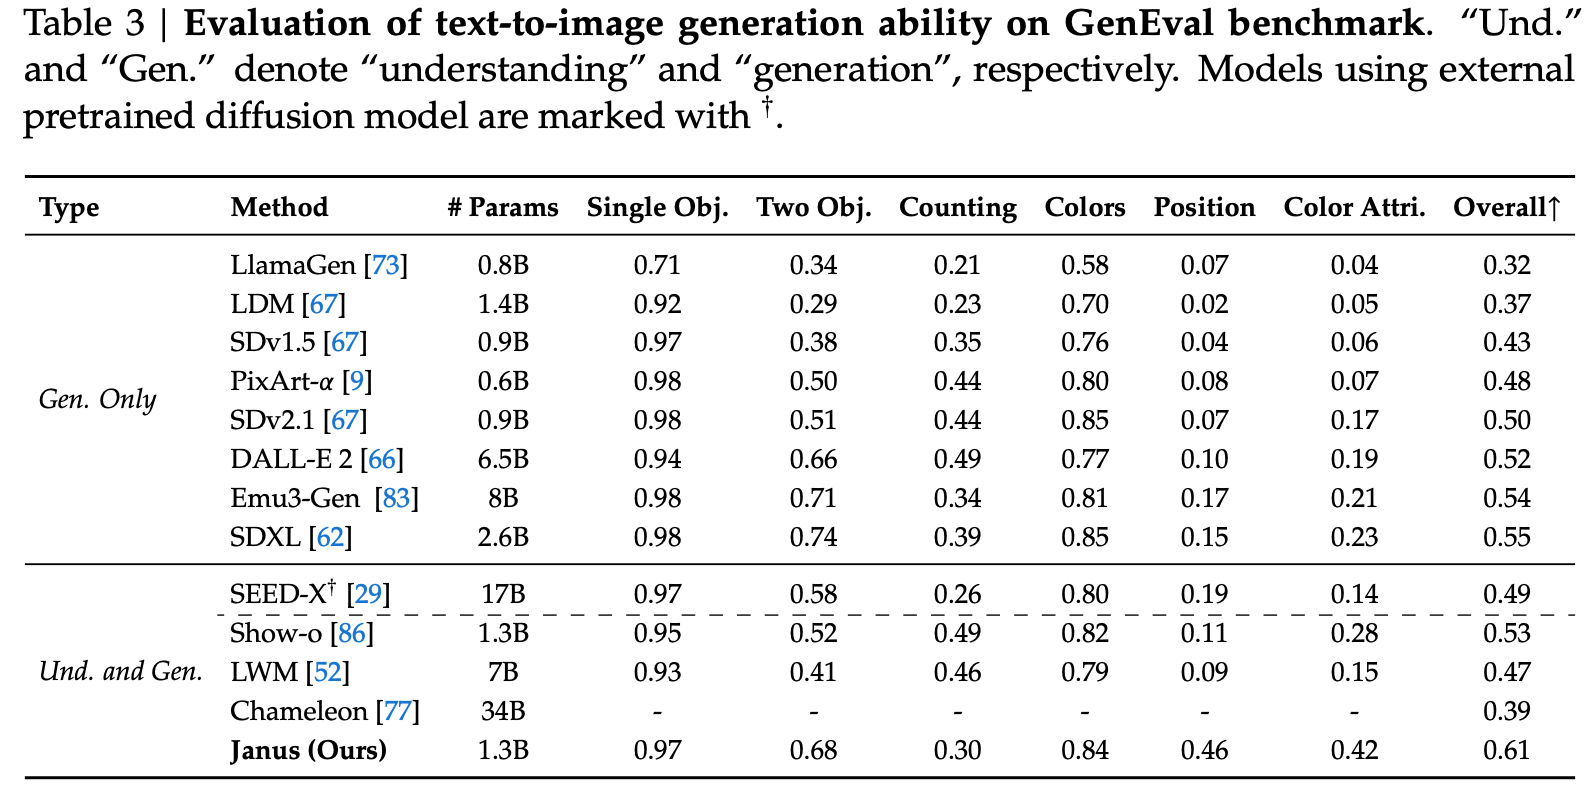 Table 3 | Evaluation of text-to-image generation ability on GenEval benchmark. “Und.”
and “Gen.” denote “understanding” and “generation”, respectively. Models using external
pretrained diffusion model are marked with †.
Type Method # Params Single Obj. Two Obj. Counting Colors Position Color Attri. Overall↑
LlamaGen [73] 0.8B 0.71 0.34 0.21 0.58 0.07 0.04 0.32
LDM [67] 1.4B 0.92 0.29 0.23 0.70 0.02 0.05 0.37
SDv1.5 [67] 0.9B 0.97 0.38 0.35 0.76 0.04 0.06 0.43
PixArt-α [9] 0.6B 0.98 0.50 0.44 0.80 0.08 0.07 0.48
Gen. Only
SDv2.1 [67] 0.9B 0.98 0.51 0.44 0.85 0.07 0.17 0.50
DALL-E 2 [66] 6.5B 0.94 0.66 0.49 0.77 0.10 0.19 0.52
Emu3-Gen [83] 8B 0.98 0.71 0.34 0.81 0.17 0.21 0.54
SDXL [62] 2.6B 0.98 0.74 0.39 0.85 0.15 0.23 0.55
SEED-X† [29] 17B 0.97 0.58 0.26 0.80 0.19 0.14 0.49
Show-o [86] 1.3B 0.95 0.52 0.49 0.82 0.11 0.28 0.53
Und. and Gen. LWM [52] 7B 0.93 0.41 0.46 0.79 0.09 0.15 0.47
Chameleon [77] 34B - - - - - - 0.39
Janus (Ours) 1.3B 0.97 0.68 0.30 0.84 0.46 0.42 0.61